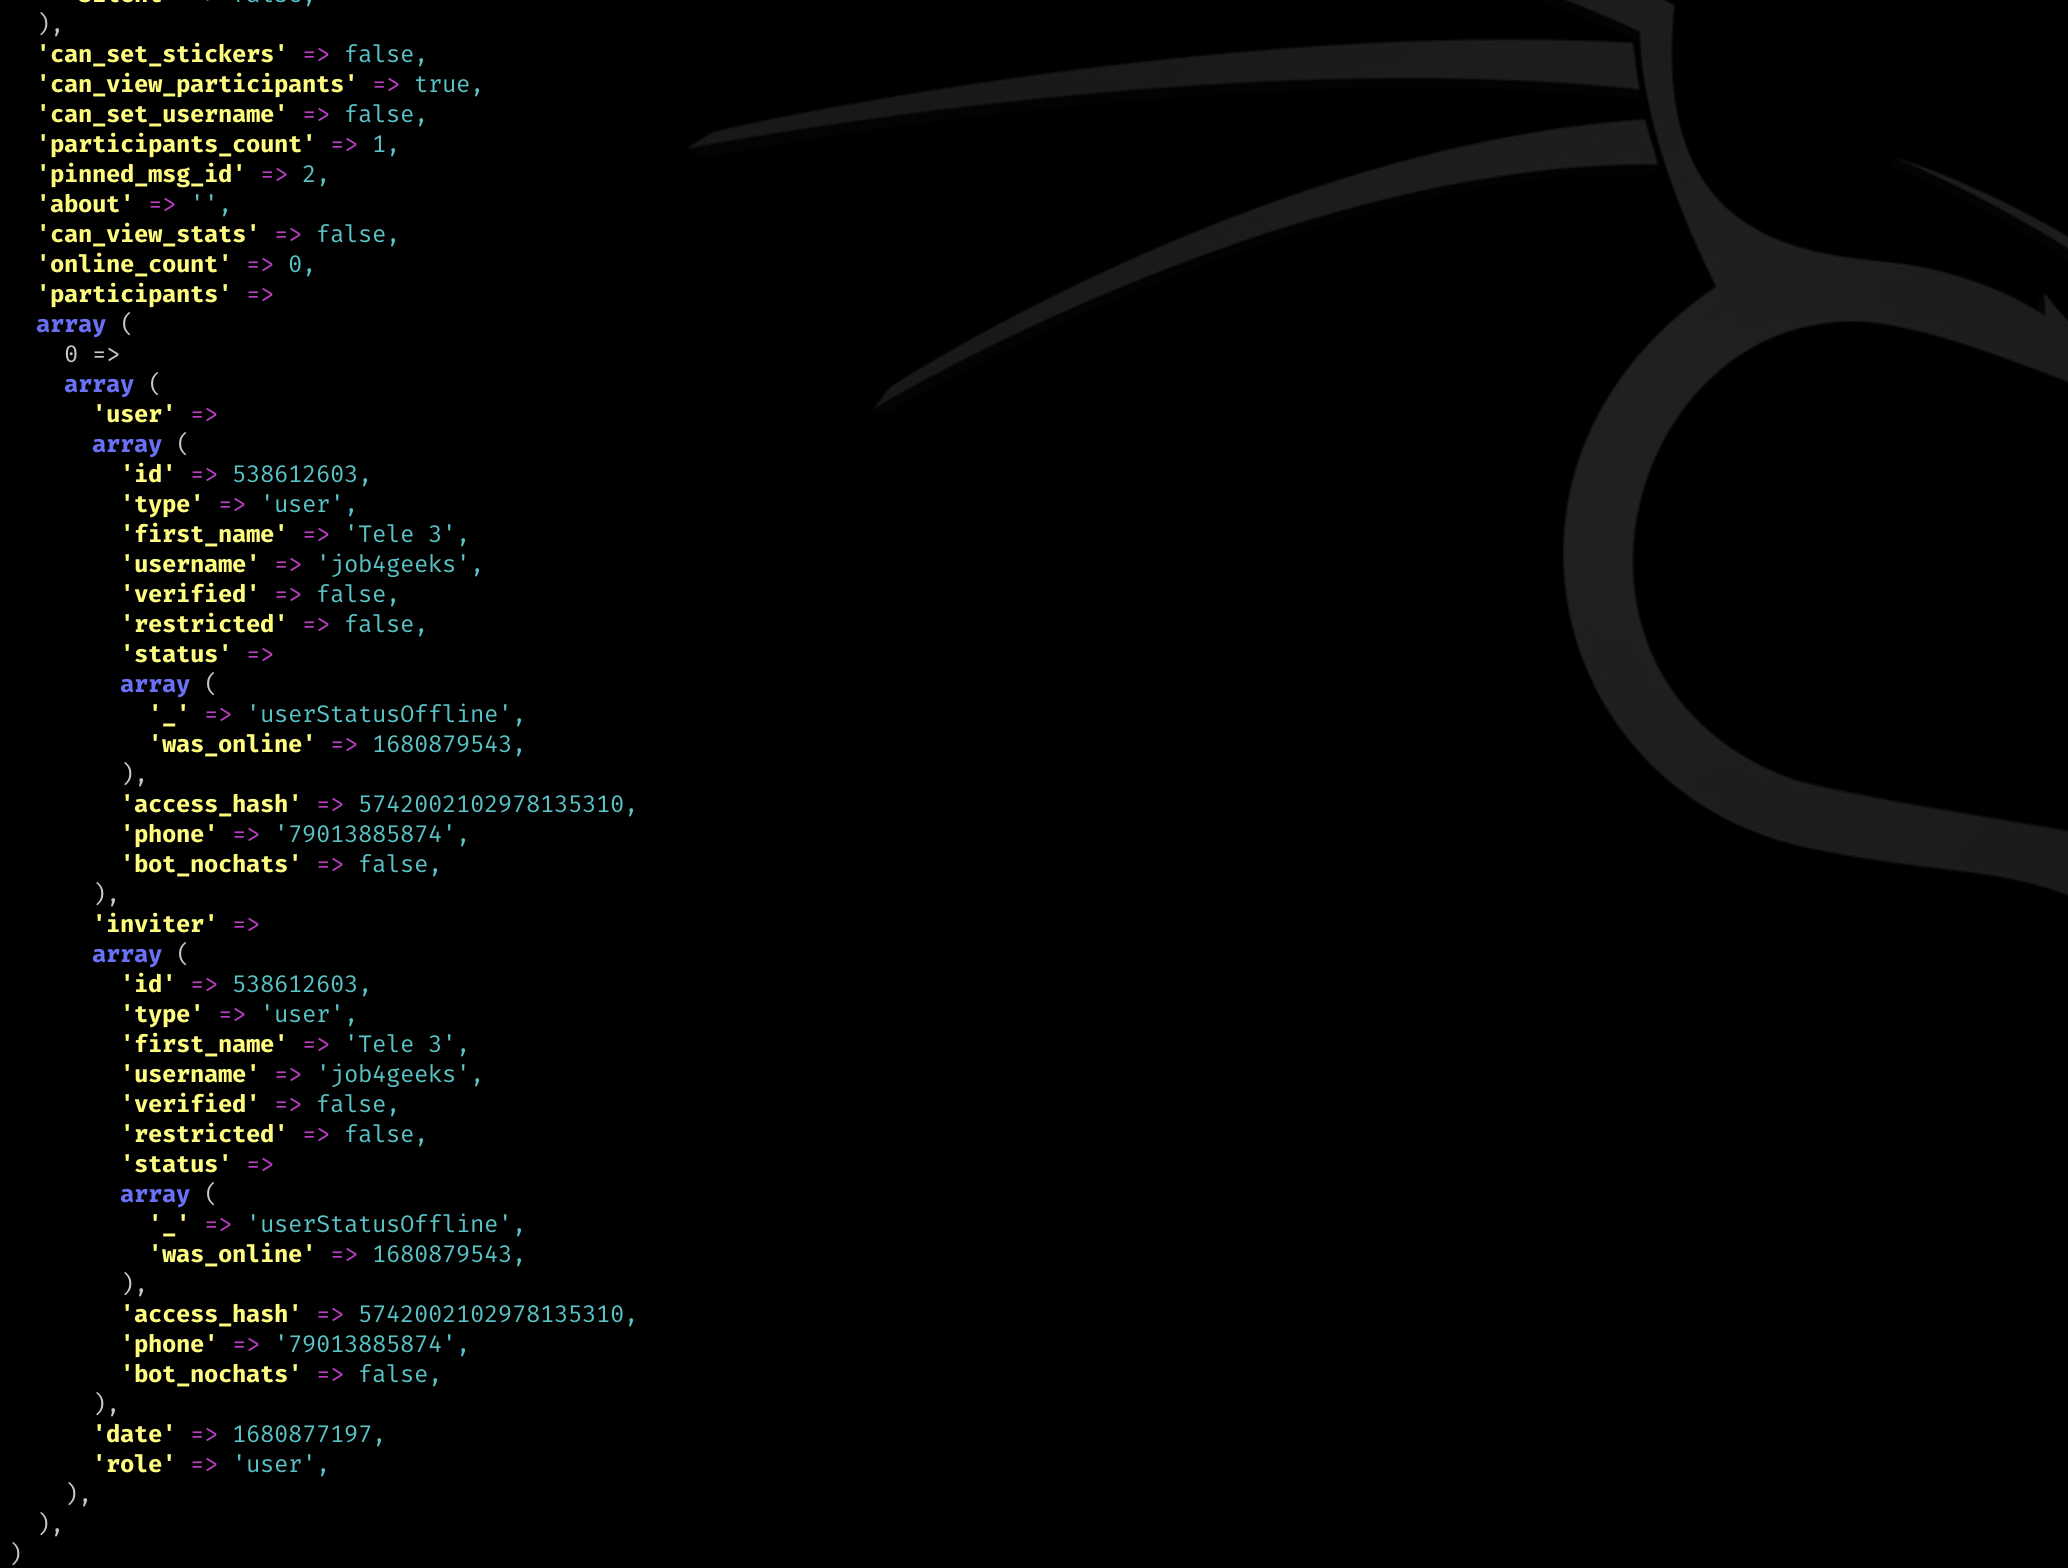 ),
'can_set_stickers' => false,
'can_view_participants' => true,
'can_set_username' => false,
'participants_count' => 1,
'pinned_msg_id' => 2,
'about' => '',
'can_view_stats' => false,
'online_count' => 0,
'participants' =>
array (
0 =>
array (
'user' =>
array (
'id' => 538612603,
'type' => 'user',
'first_name' => 'Tele 3',
'username' => 'job4geeks',
'verified' => false,
'restricted' => false,
'status' =>
array (
'_' => 'userStatusOffline',
'was_online' => 1680879543,
),
'access_hash' => 5742002102978135310,
'phone' => '79013885874',
'bot_nochats' => false,
),
'inviter' =>
array (
'id' => 538612603,
'type' => 'user',
'first_name' => 'Tele 3',
'username' => 'job4geeks',
'verified' => false,
'restricted' => false,
'status' =>
array (
'_' => 'userStatusOffline',
'was_online' => 1680879543,
),
'access_hash' => 5742002102978135310,
'phone' => '79013885874',
'bot_nochats' => false,
),
'date' => 1680877197,
'role' => 'user',
),
),
)